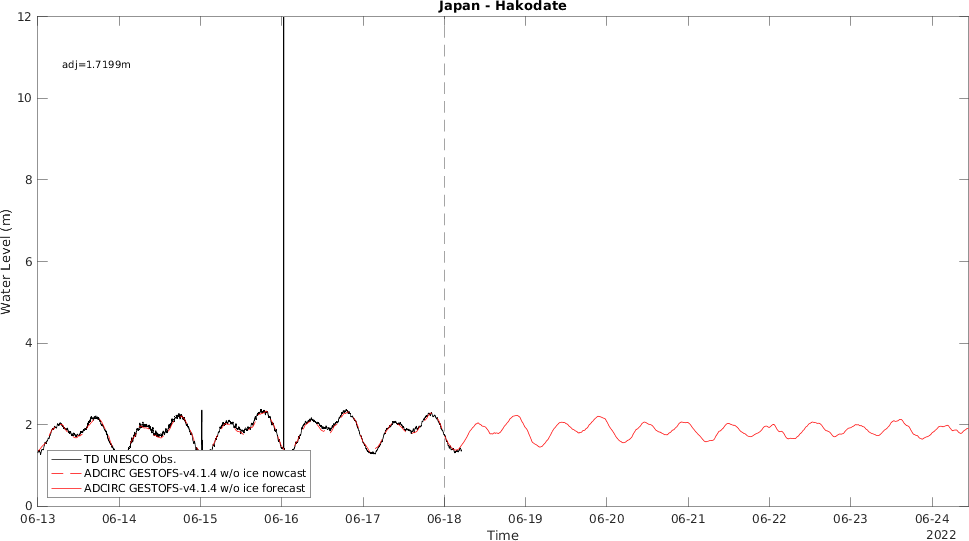 Japan - Hakodate
12
adj=1.7199m
10
8
6
4
2
0
Water Level (m)
TD UNESCO Obs.
ADCIRC GESTOFS-v4.1.4 w/o ice nowcast
ADCIRC GESTOFS-v4.1.4 w/o ice forecast
06-13 06-14 06-15 06-16 06-17 06-18 06-19 06-20 06-21 06-22 06-23 06-24
Time
2022